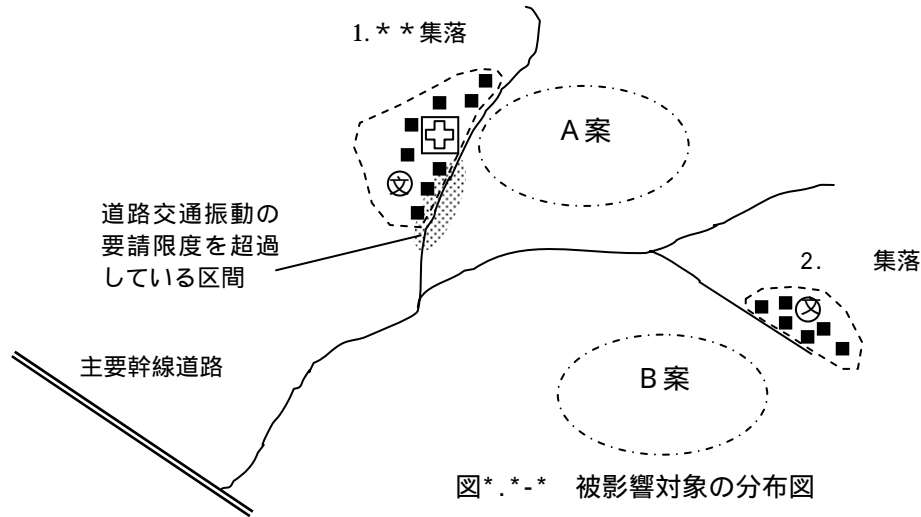 1.＊＊集落
A案
文
道路交通振動の
要請限度を超過
している区間
2.　　集落
文
主要幹線道路
B案
図*.*-*　被影響対象の分布図